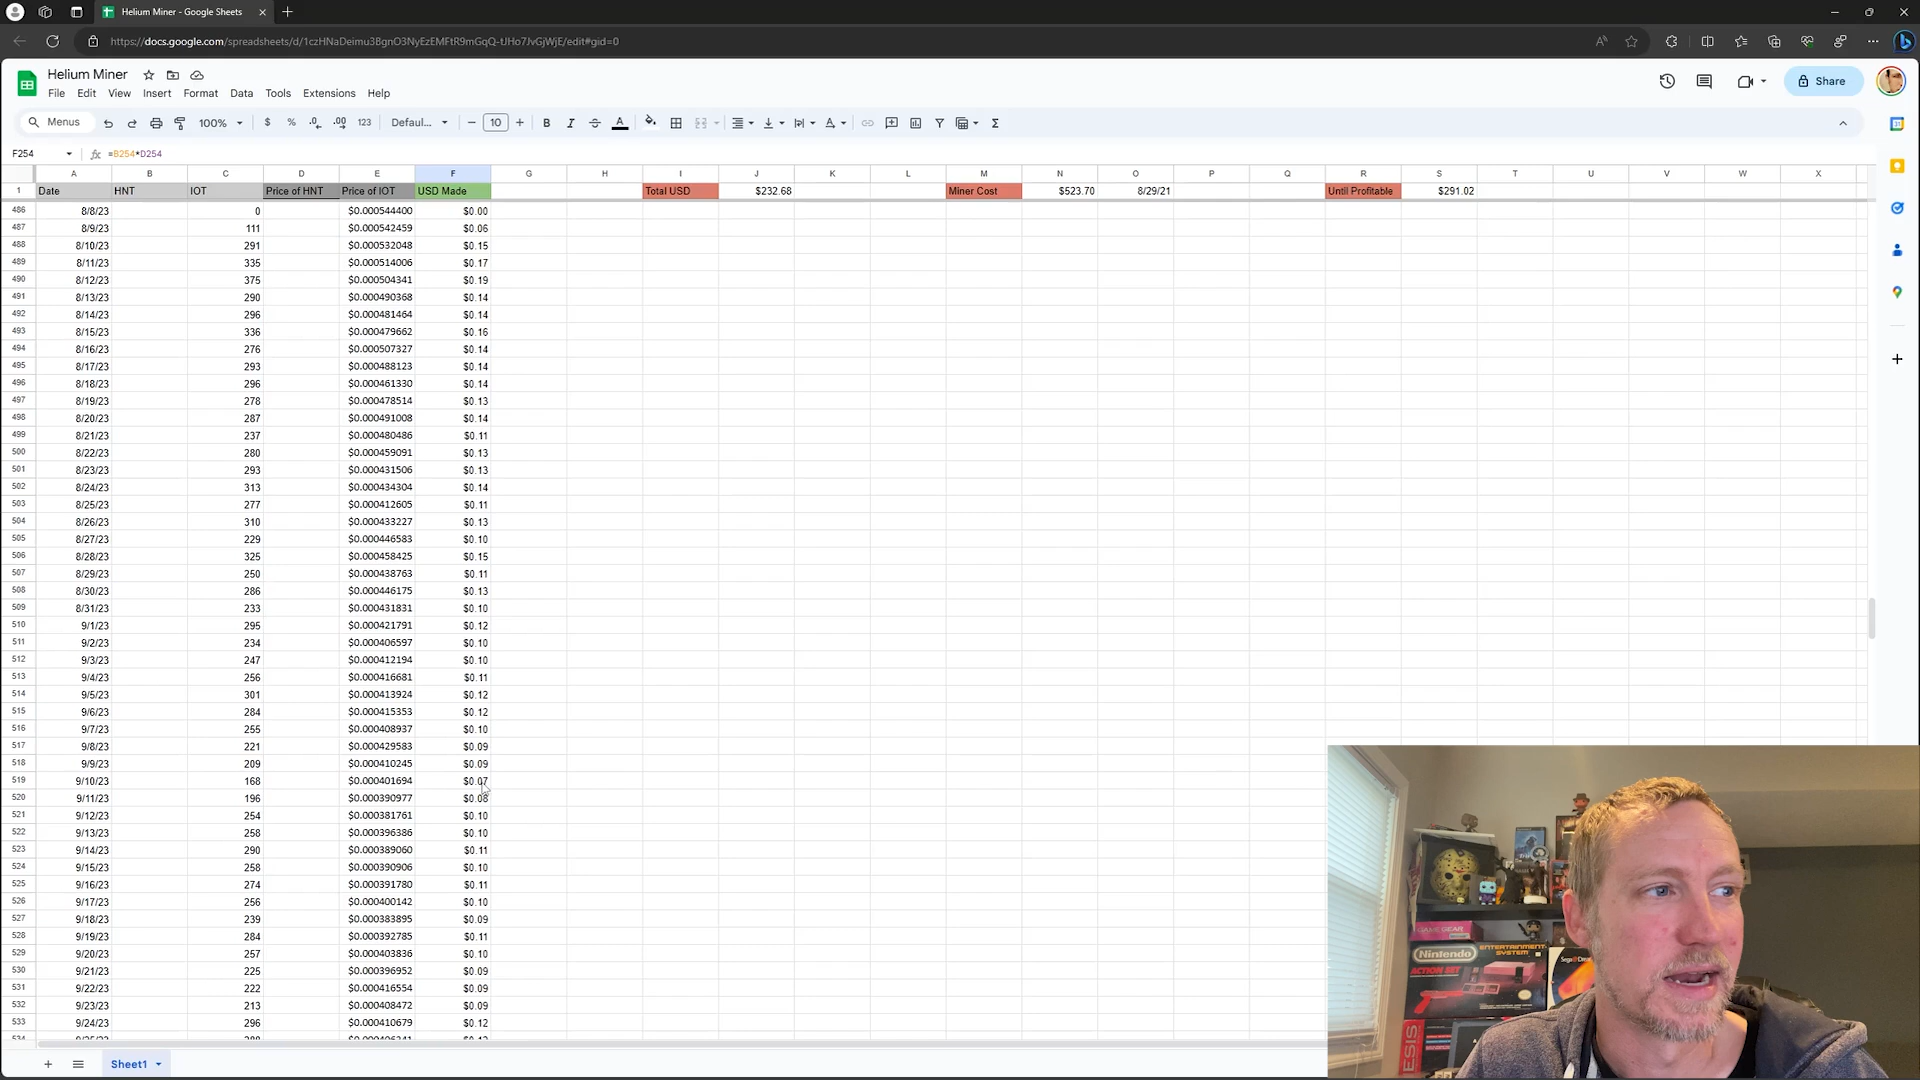 Helium Miner - Google Sheets
https://docs.google.com/spreadsheets/d/1czHNaDeimu3BgnO3NyEzEMFtR9mGqQ-tJHo7JvGjWjE/edit#gid=0
Helium Miner
File Edit View Insert Format Data Tools Extensions Help
Share
Menus 100% $ % .0 .00 123 Defaul... 10
F254 fx =B254*D254
A B C D E F G H I J K L M N O P Q R S T U V W X
1 Date HNT IOT Price of HNT Price of IOT USD Made Total USD $232.68 Miner Cost $523.70 8/29/21 Until Profitable $291.02
486 8/8/23 0 $0.000544400 $0.00
487 8/9/23 111 $0.000542459 $0.06
488 8/10/23 291 $0.000532048 $0.15
489 8/11/23 335 $0.000514006 $0.17
490 8/12/23 375 $0.000504341 $0.19
491 8/13/23 290 $0.000490368 $0.14
492 8/14/23 296 $0.000481464 $0.14
493 8/15/23 336 $0.000479662 $0.16
494 8/16/23 276 $0.000507327 $0.14
495 8/17/23 293 $0.000488123 $0.14
496 8/18/23 296 $0.000461330 $0.14
497 8/19/23 278 $0.000478514 $0.13
498 8/20/23 287 $0.000491008 $0.14
499 8/21/23 237 $0.000480486 $0.11
500 8/22/23 280 $0.000459091 $0.13
501 8/23/23 293 $0.000431506 $0.13
502 8/24/23 313 $0.000434304 $0.14
503 8/25/23 277 $0.000412605 $0.11
504 8/26/23 310 $0.000433227 $0.13
505 8/27/23 229 $0.000446583 $0.10
506 8/28/23 325 $0.000458425 $0.15
507 8/29/23 250 $0.000438763 $0.11
508 8/30/23 286 $0.000446175 $0.13
509 8/31/23 233 $0.000431831 $0.10
510 9/1/23 295 $0.000421791 $0.12
511 9/2/23 234 $0.000406597 $0.10
512 9/3/23 247 $0.000412194 $0.10
513 9/4/23 256 $0.000416681 $0.11
514 9/5/23 301 $0.000413924 $0.12
515 9/6/23 284 $0.000415353 $0.12
516 9/7/23 255 $0.000408937 $0.10
517 9/8/23 221 $0.000429583 $0.09
518 9/9/23 209 $0.000410245 $0.09
519 9/10/23 168 $0.000401694 $0.07
520 9/11/23 196 $0.000390977 $0.08
521 9/12/23 254 $0.000381761 $0.10
522 9/13/23 258 $0.000396386 $0.10
523 9/14/23 290 $0.000389060 $0.11
524 9/15/23 258 $0.000390906 $0.10
525 9/16/23 274 $0.000391780 $0.11
526 9/17/23 256 $0.000400142 $0.10
527 9/18/23 239 $0.000383895 $0.09
528 9/19/23 284 $0.000392785 $0.11
529 9/20/23 257 $0.000403836 $0.10
530 9/21/23 225 $0.000396952 $0.09
531 9/22/23 222 $0.000416554 $0.09
532 9/23/23 213 $0.000408472 $0.09
533 9/24/23 296 $0.000410679 $0.12
Sheet1
GAME GEAR
Nintendo
ENTERTAINMENT SYSTEM
ACTION SET
GENESIS